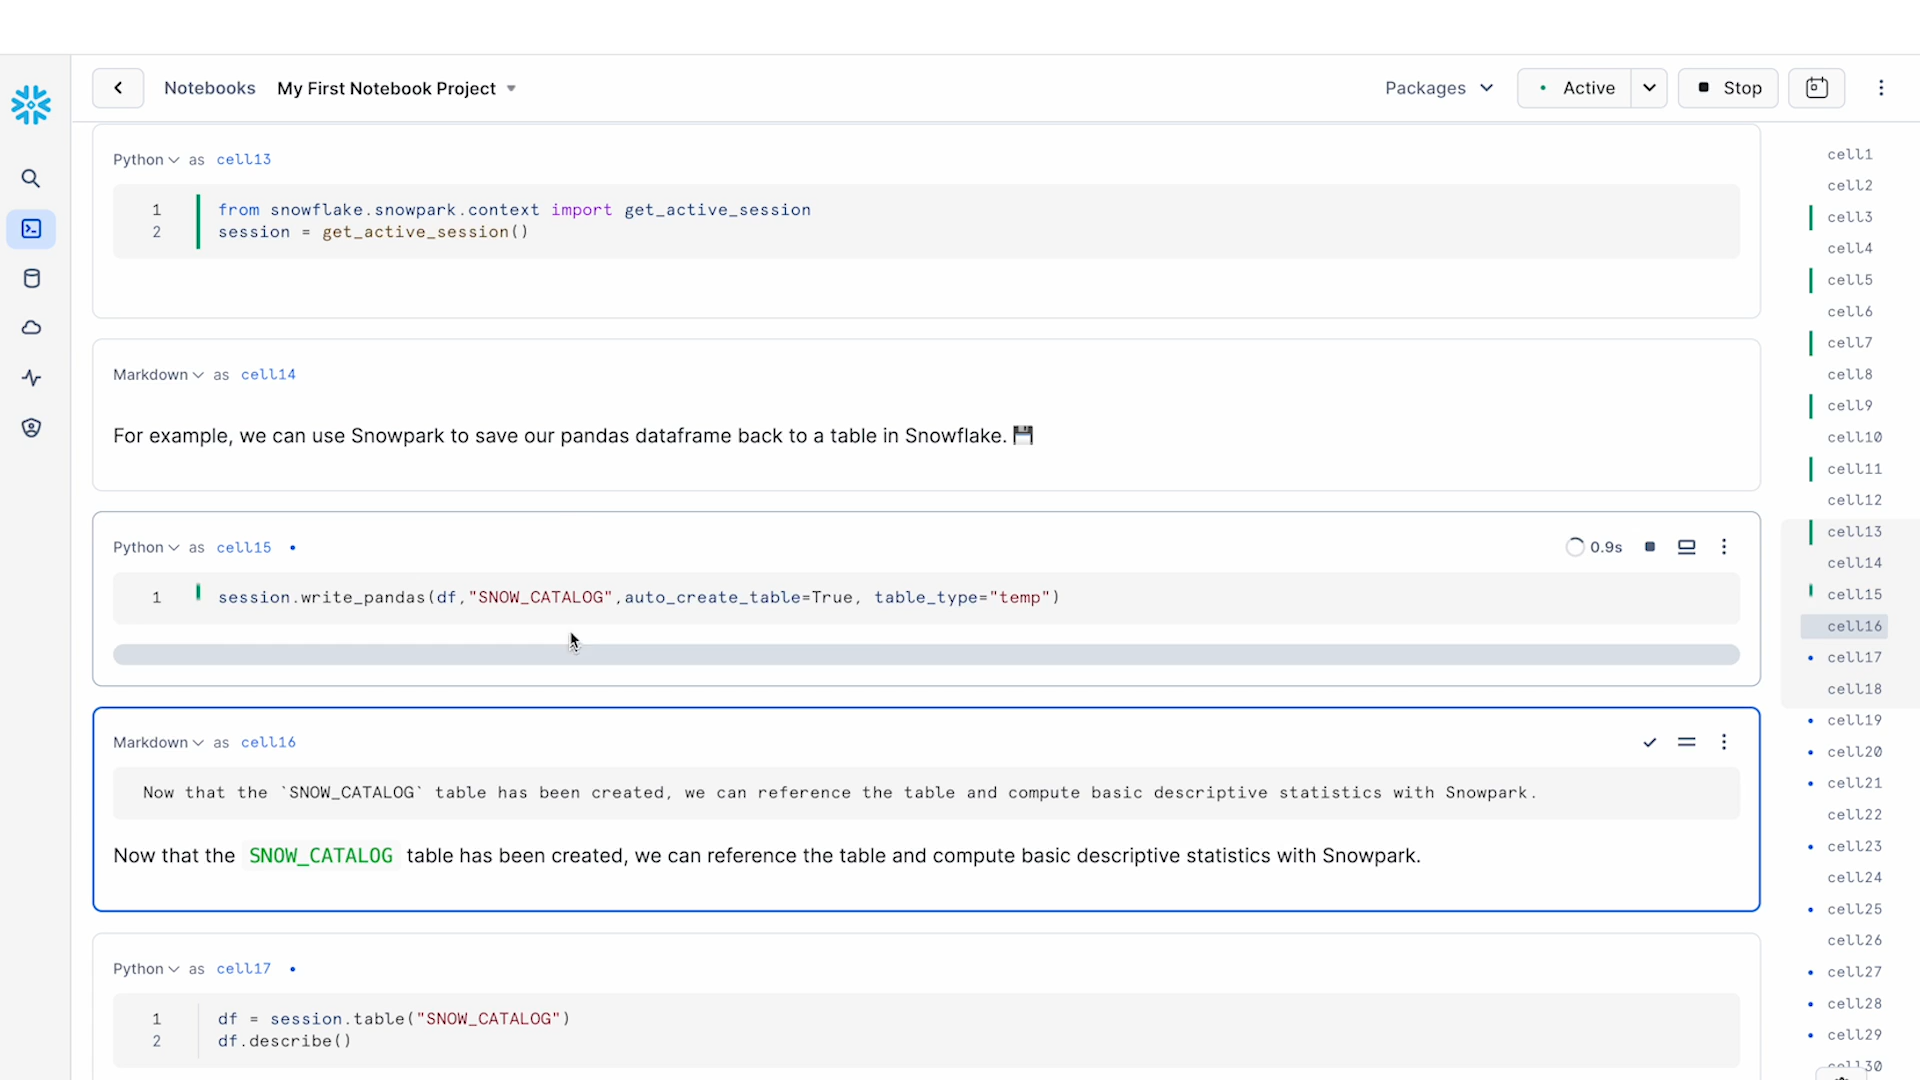 Notebooks My First Notebook Project
Packages Active Stop
Python as cell13
1 from snowflake.snowpark.context import get_active_session
2 session = get_active_session()
Markdown as cell14
For example, we can use Snowpark to save our pandas dataframe back to a table in Snowflake. 💾
Python as cell15
0.9s
1 session.write_pandas(df,"SNOW_CATALOG",auto_create_table=True, table_type="temp")
Markdown as cell16
Now that the `SNOW_CATALOG` table has been created, we can reference the table and compute basic descriptive statistics with Snowpark.
Now that the SNOW_CATALOG table has been created, we can reference the table and compute basic descriptive statistics with Snowpark.
Python as cell17
1 df = session.table("SNOW_CATALOG")
2 df.describe()
cell1
cell2
cell3
cell4
cell5
cell6
cell7
cell8
cell9
cell10
cell11
cell12
cell13
cell14
cell15
cell16
cell17
cell18
cell19
cell20
cell21
cell22
cell23
cell24
cell25
cell26
cell27
cell28
cell29
cell30